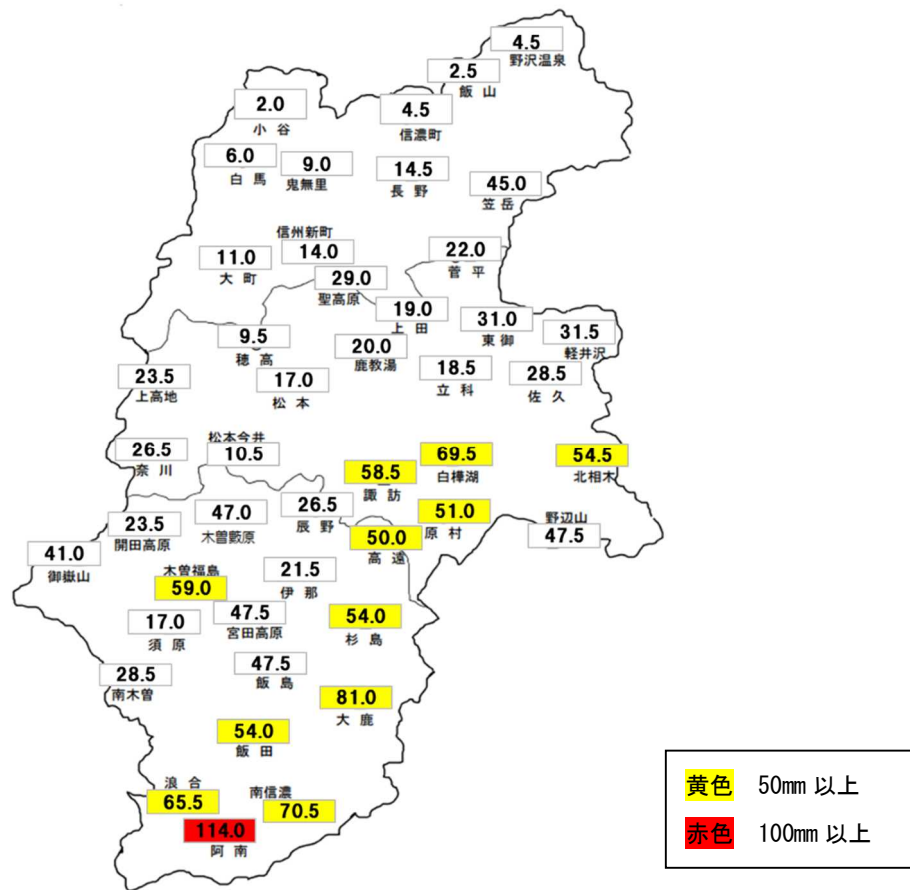 4.5
野沢温泉
2.5
飯山
2.0
小谷
4.5
信濃町
6.0
白馬
9.0
鬼無里
14.5
長野
45.0
笠岳
信州新町
14.0
11.0
大町
22.0
菅平
29.0
聖高原
19.0
上田
31.0
東御
31.5
軽井沢
9.5
穂高
20.0
鹿教湯
18.5
立科
28.5
佐久
23.5
上高地
17.0
松本
26.5
奈川
松本今井
10.5
58.5
諏訪
69.5
白樺湖
54.5
北相木
23.5
開田高原
47.0
木曽薮原
26.5
辰野
51.0
原村
50.0
高遠
野辺山
47.5
41.0
御嶽山
木曽福島
59.0
21.5
伊那
17.0
須原
47.5
宮田高原
54.0
杉島
28.5
南木曽
47.5
飯島
81.0
大鹿
54.0
飯田
浪合
65.5
南信濃
70.5
114.0
阿南
黄色 50mm 以上
赤色 100mm 以上